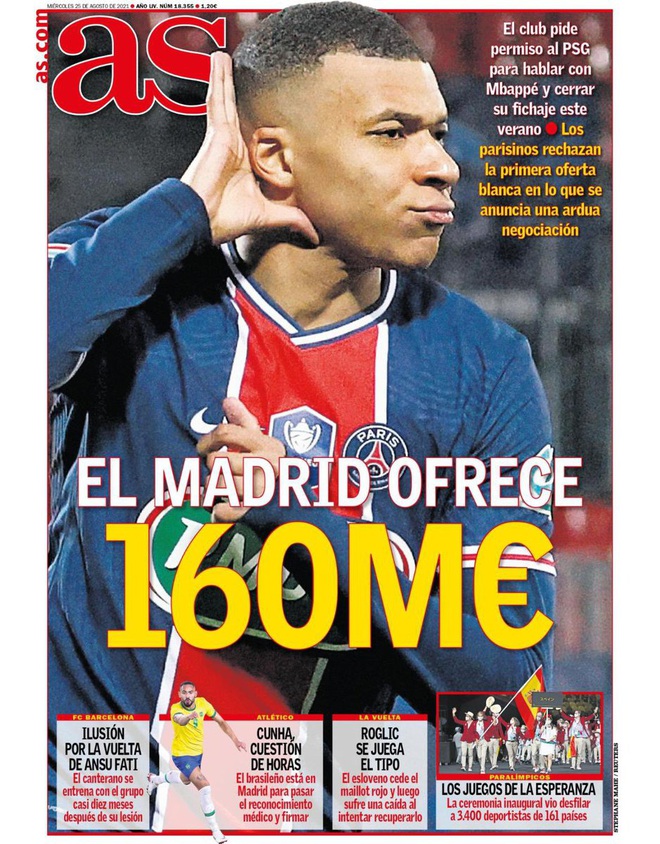 MIÉRCOLES 25 DE AGOSTO DE 2021 ● AÑO LIV. NÚM 18.355 ● 1,20€
as.com
as
El club pide
permiso al PSG
para hablar con
Mbappé y cerrar
su fichaje este
verano ● Los
parisinos rechazan
la primera oferta
blanca en lo que se
anuncia una ardua
negociación
PARIS
EL MADRID OFRECE
160M€
FC BARCELONA
ILUSIÓN
POR LA VUELTA
DE ANSU FATI
El canterano se
entrena con el grupo
casi diez meses
después de su lesión
ATLÉTICO
CUNHA,
CUESTIÓN
DE HORAS
El brasileño está en
Madrid para pasar
el reconocimiento
médico y firmar
LA VUELTA
ROGLIC
SE JUEGA
EL TIPO
El esloveno cede el
maillot rojo y luego
sufre una caída al
intentar recuperarlo
PARALÍMPICOS
LOS JUEGOS DE LA ESPERANZA
La ceremonia inaugural vio desfilar
a 3.400 deportistas de 161 países
STEPHANE MAHE / REUTERS